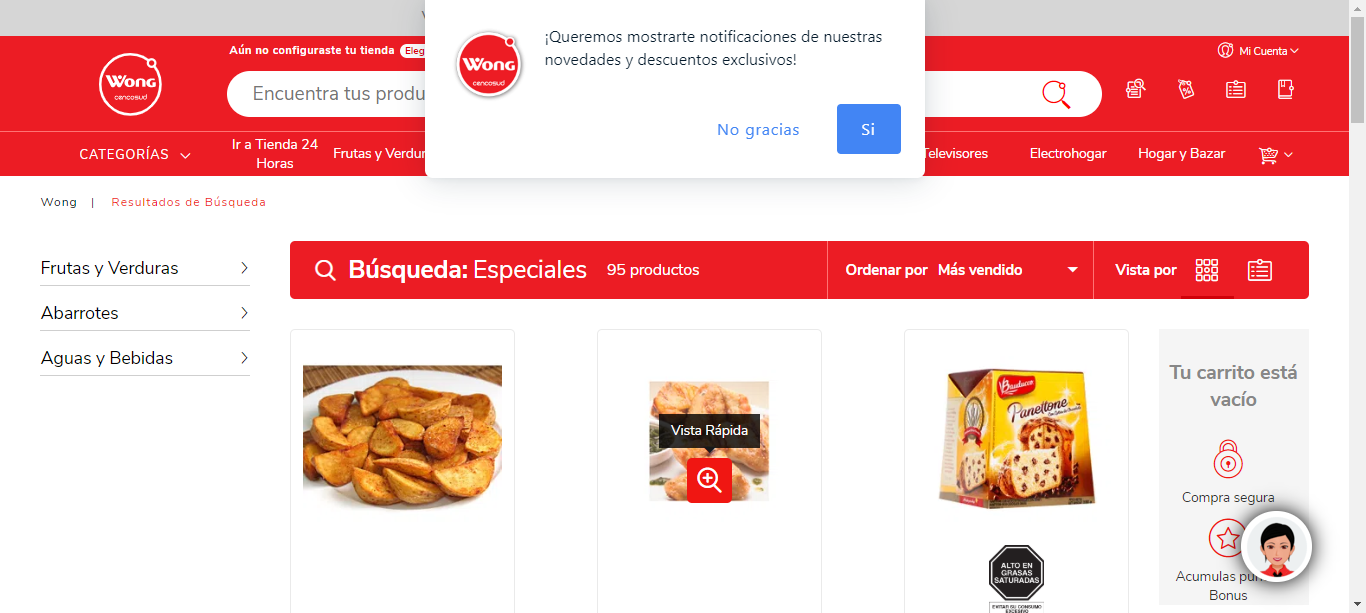 ¡Queremos mostrarte notificaciones de nuestras
novedades y descuentos exclusivos!
No gracias
Si
Wong
cencosud
Aún no configuraste tu tienda
Mi Cuenta
Wong
cencosud
Encuentra tus produ
CATEGORÍAS
Ir a Tienda 24
Horas
Frutas y Verdur
Televisores
Electrohogar
Hogar y Bazar
Wong | Resultados de Búsqueda
Frutas y Verduras
Abarrotes
Aguas y Bebidas
Búsqueda: Especiales 95 productos
Ordenar por Más vendido
Vista por
Vista Rápida
Bauducco
Panettone
ALTO EN
GRASAS
SATURADAS
EVITAR SU CONSUMO
EXCESIVO
Tu carrito está
vacío
Compra segura
Acumulas pun
Bonus